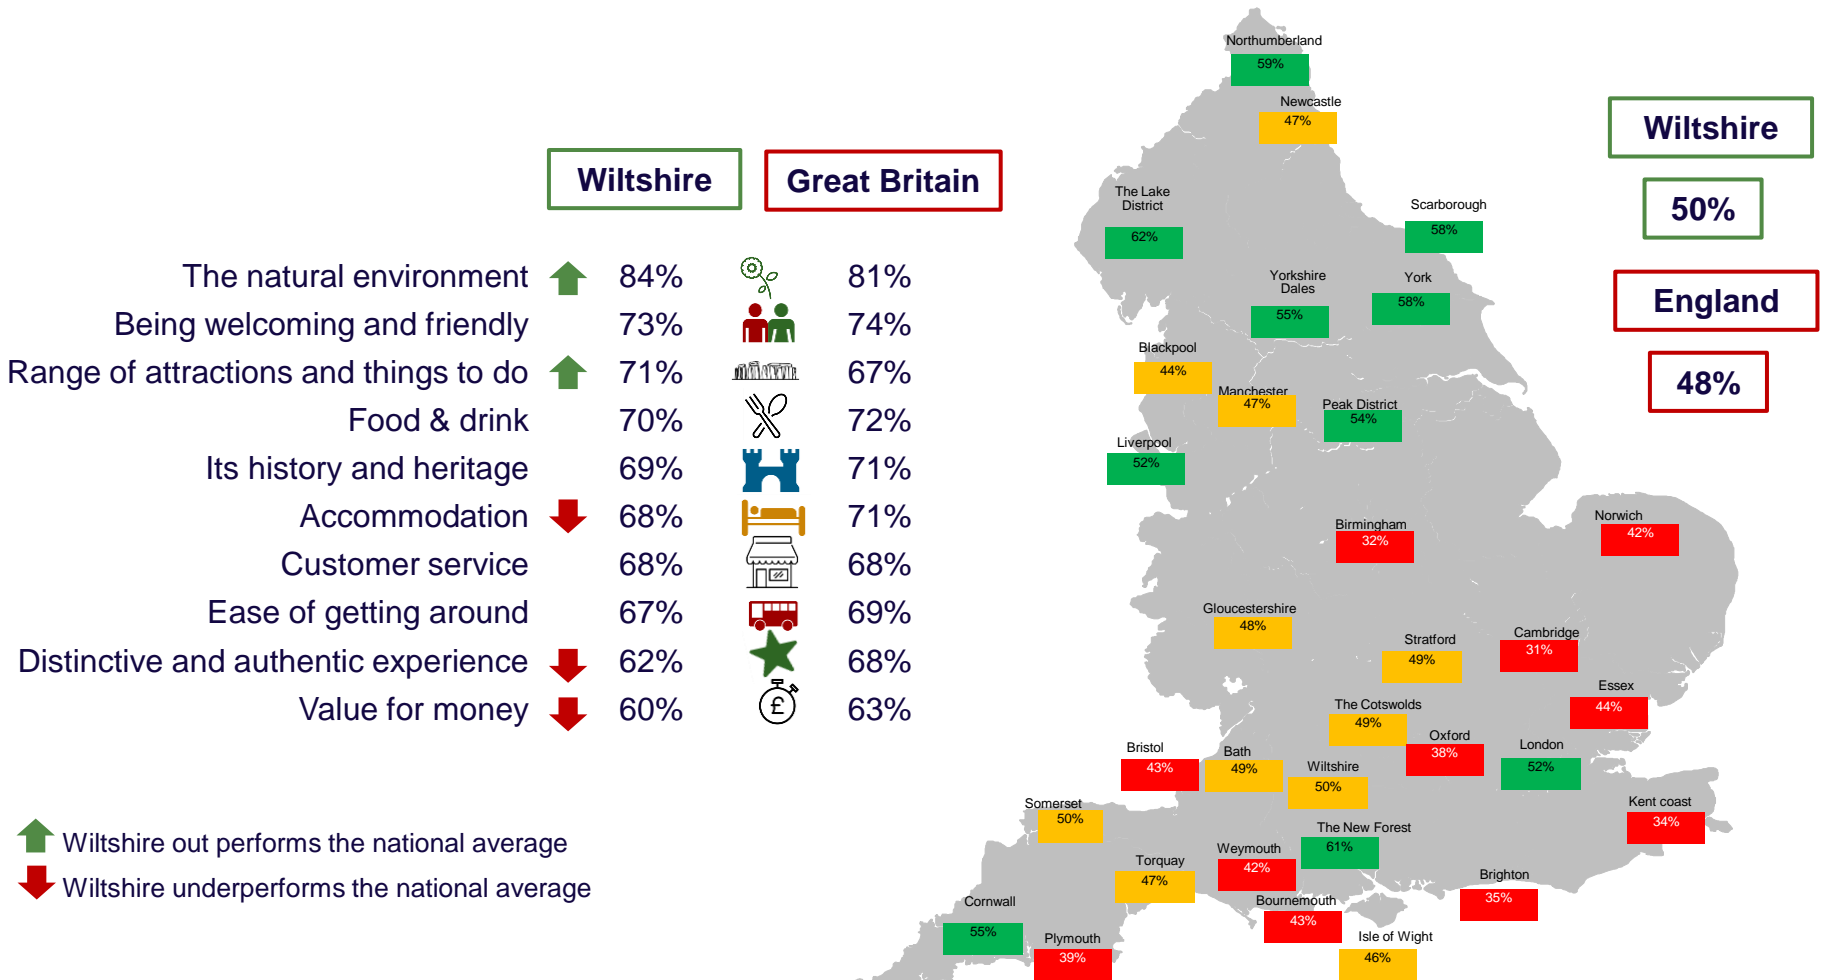 Wiltshire
Great Britain
The natural environment 84% 81%
Being welcoming and friendly 73% 74%
Range of attractions and things to do 71% 67%
Food & drink 70% 72%
Its history and heritage 69% 71%
Accommodation 68% 71%
Customer service 68% 68%
Ease of getting around 67% 69%
Distinctive and authentic experience 62% 68%
Value for money 60% £ 63%
Wiltshire out performs the national average
Wiltshire underperforms the national average
Northumberland
59%
Newcastle
47%
The Lake
District
62%
Scarborough
58%
Yorkshire
Dales
55%
York
58%
Blackpool
44%
Manchester
47%
Peak District
54%
Liverpool
52%
Birmingham
32%
Norwich
42%
Gloucestershire
48%
Stratford
49%
Cambridge
31%
Essex
44%
The Cotswolds
49%
Oxford
38%
London
52%
Bristol
43%
Bath
49%
Wiltshire
50%
Somerset
50%
Kent coast
34%
The New Forest
61%
Weymouth
42%
Torquay
47%
Brighton
35%
Bournemouth
43%
Cornwall
55%
Plymouth
39%
Isle of Wight
46%
Wiltshire
50%
England
48%